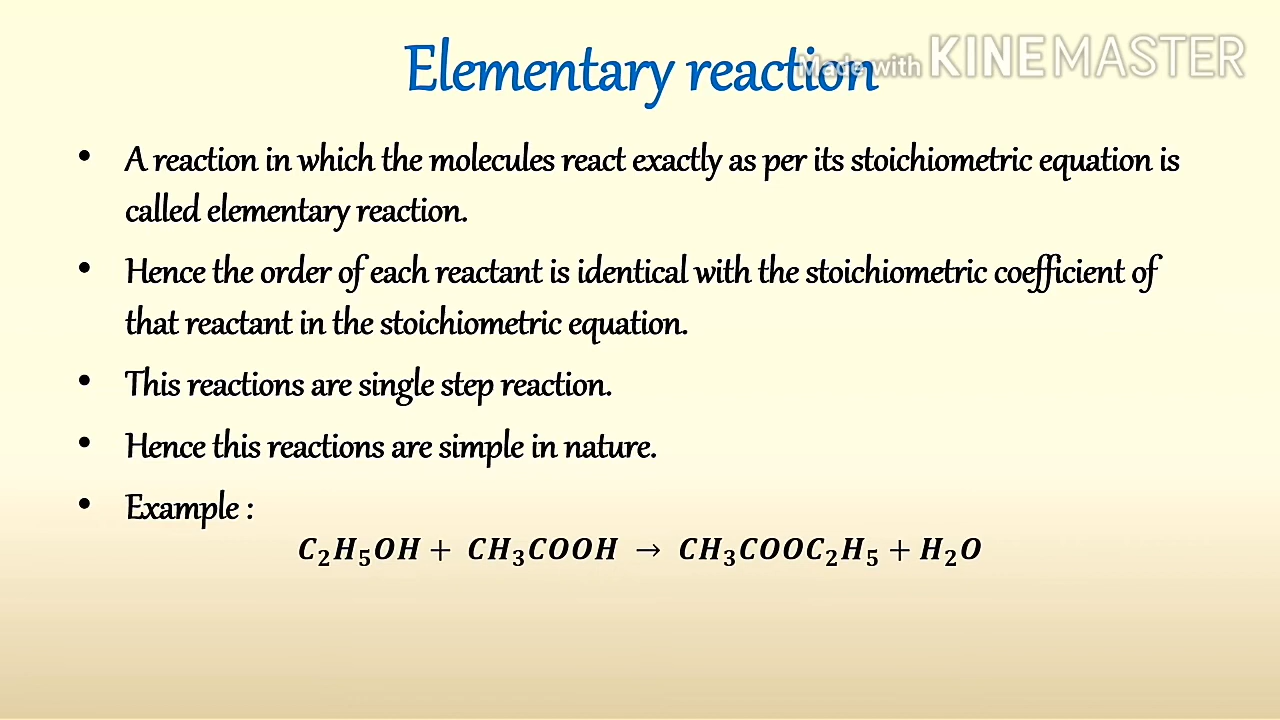 Elementary reaction
Made with KINEMASTER
• A reaction in which the molecules react exactly as per its stoichiometric equation is
called elementary reaction.
• Hence the order of each reactant is identical with the stoichiometric coefficient of
that reactant in the stoichiometric equation.
• This reactions are single step reaction.
• Hence this reactions are simple in nature.
• Example :
C₂H₅OH + CH₃COOH → CH₃COOC₂H₅ + H₂O